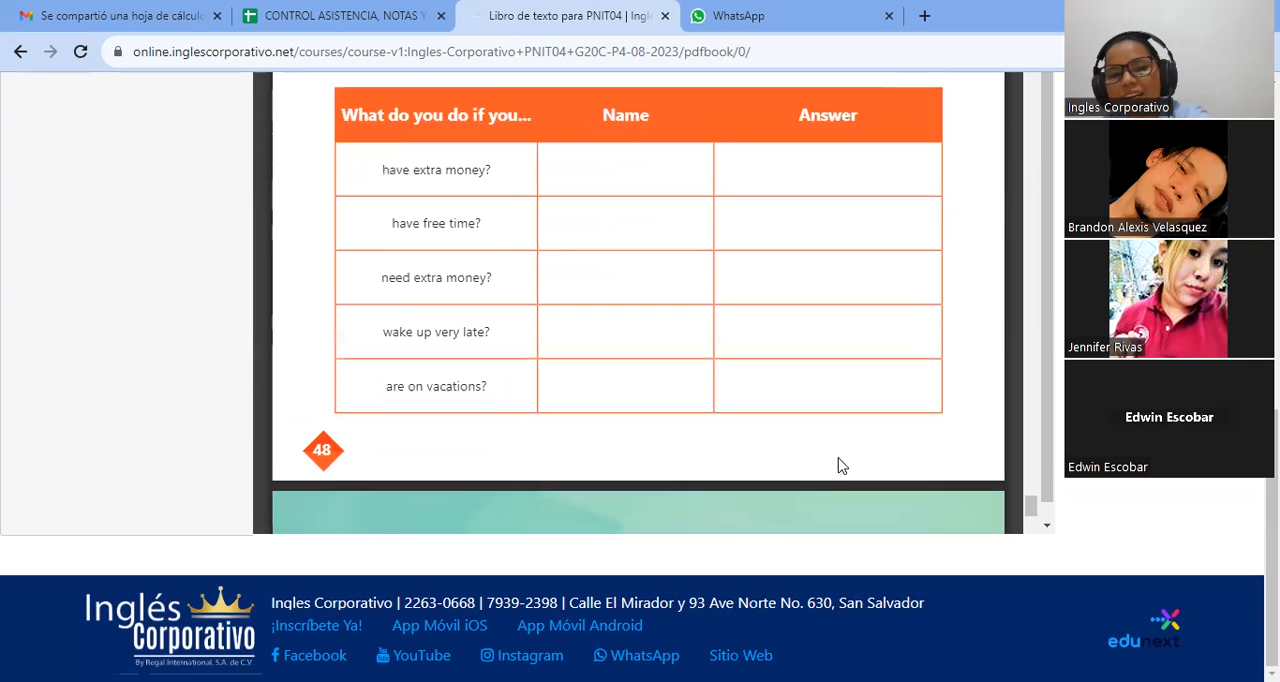 Se compartió una hoja de cálcul
CONTROL ASISTENCIA, NOTAS Y
Libro de texto para PNIT04 | Inglé
WhatsApp
online.inglescorporativo.net/courses/course-v1:Ingles-Corporativo+PNIT04+G20C-P4-08-2023/pdfbook/0/
What do you do if you... Name Answer
have extra money?
have free time?
need extra money?
wake up very late?
are on vacations?
48
Ingles Corporativo
Brandon Alexis Velasquez
Jennifer Rivas
Edwin Escobar
Edwin Escobar
Inglés
Corporativo
By Regal International, S.A. de C.V.
Ingles Corporativo | 2263-0668 | 7939-2398 | Calle El Mirador y 93 Ave Norte No. 630, San Salvador
¡Inscríbete Ya! App Móvil iOS App Móvil Android
Facebook YouTube Instagram WhatsApp Sitio Web
edunext